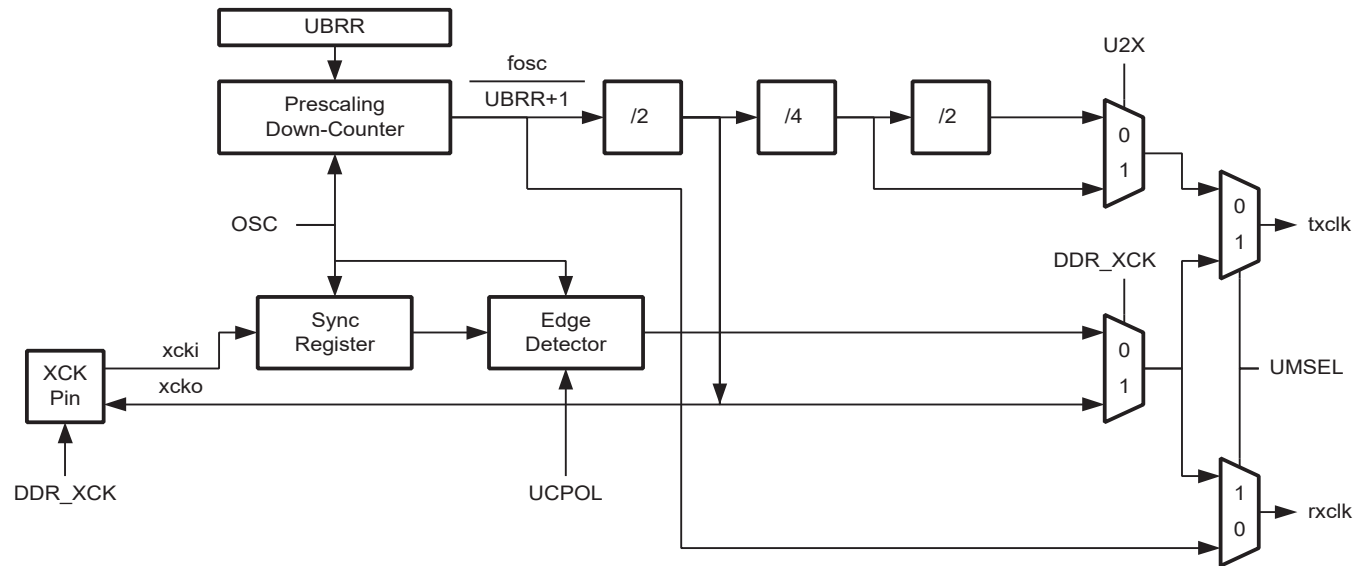 UBRR
U2X
fosc
UBRR+1
Prescaling
Down-Counter
/2
/4
/2
0
1
OSC
0
1
txclk
DDR_XCK
Sync
Register
Edge
Detector
xcki
0
1
UMSEL
XCK
Pin
xcko
DDR_XCK
UCPOL
1
0
rxclk